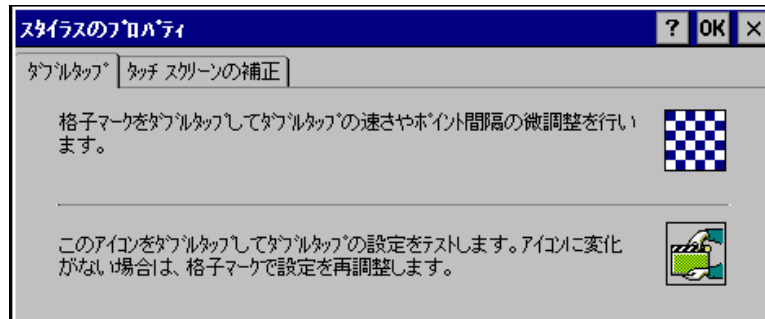 スタイラスのプロパティ ? OK ×
ダブルタップ タッチ スクリーンの補正
格子マークをダブルタップしてダブルタップの速さやポイント間隔の微調整を行い
ます。
このアイコンをダブルタップしてダブルタップの設定をテストします。アイコンに変化
がない場合は、格子マークで設定を再調整します。